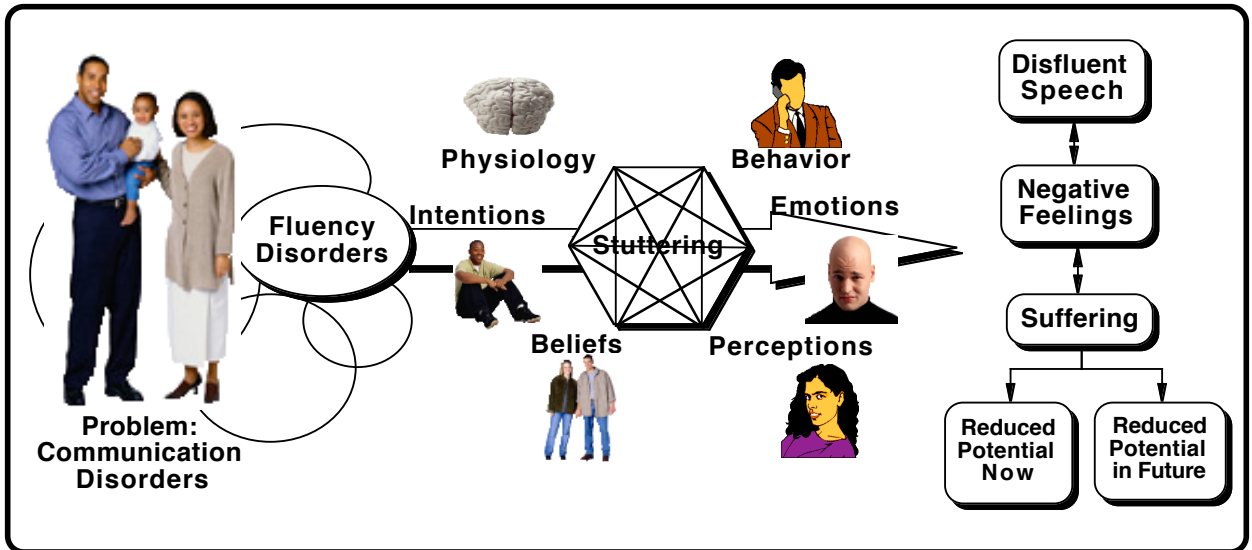 Problem:
Communication
Disorders
Fluency
Disorders
Physiology
Intentions
Beliefs
Stuttering
Behavior
Emotions
Perceptions
Disfluent
Speech
Negative
Feelings
Suffering
Reduced
Potential
Now
Reduced
Potential
in Future